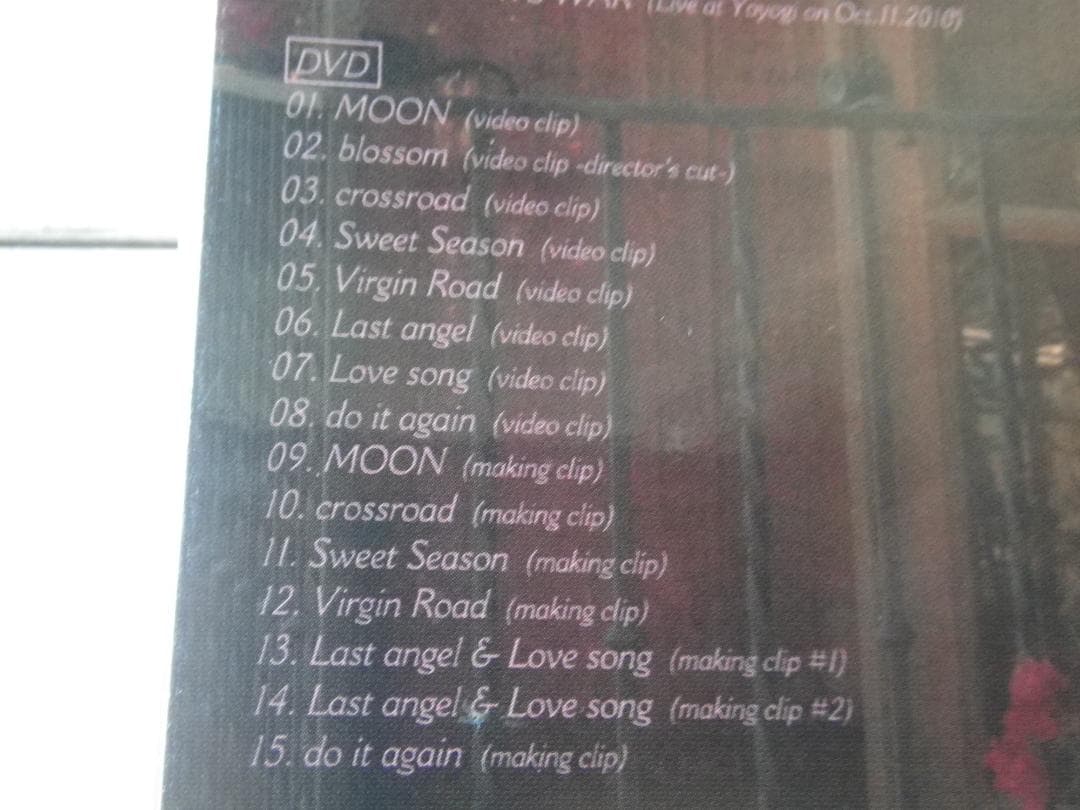 (Live at Yoyogi on Oct.11.2010)
DVD
01. MOON (video clip)
02. blossom (video clip -director's cut-)
03. crossroad (video clip)
04. Sweet Season (video clip)
05. Virgin Road (video clip)
06. Last angel (video clip)
07. Love song (video clip)
08. do it again (video clip)
09. MOON (making clip)
10. crossroad (making clip)
11. Sweet Season (making clip)
12. Virgin Road (making clip)
13. Last angel & Love song (making clip #1)
14. Last angel & Love song (making clip #2)
15. do it again (making clip)